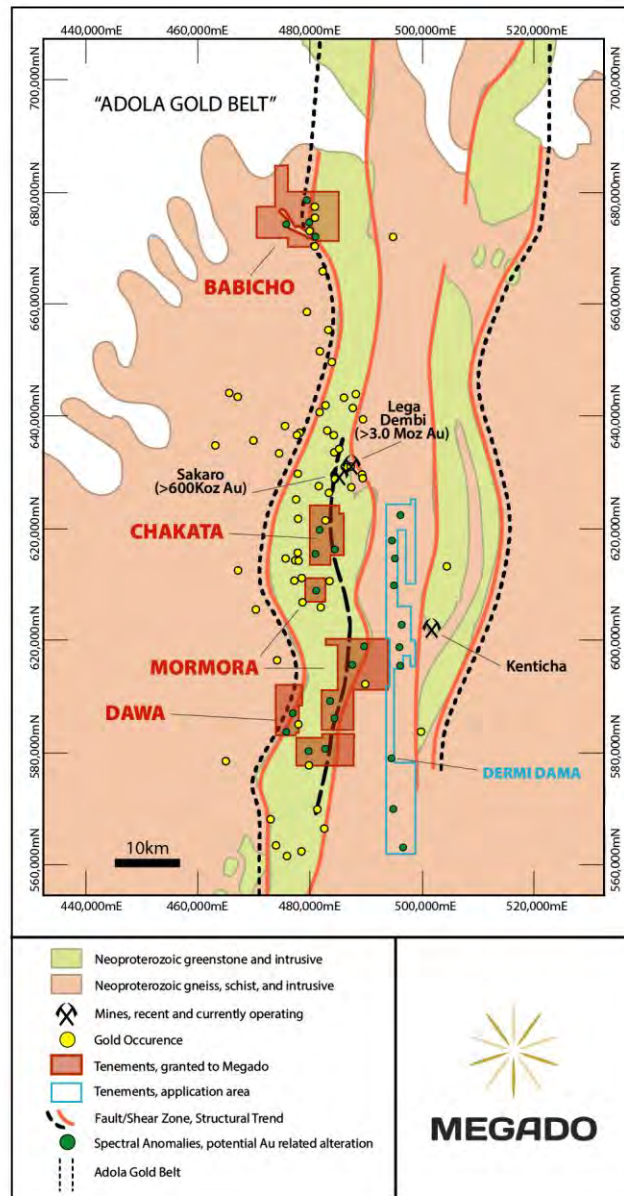 440,000mE 460,000mE 480,000mE 500,000mE 520,000mE
700,000mN
680,000mN
660,000mN
640,000mN
620,000mN
600,000mN
580,000mN
560,000mN
700,000mN
680,000mN
660,000mN
640,000mN
620,000mN
620,000mN
580,000mN
560,000mN
"ADOLA GOLD BELT"
BABICHO
Lega
Dembi
(>3.0 Moz Au)
Sakaro
(>600Koz Au)
CHAKATA
MORMORA
Kenticha
DAWA
DERMI DAMA
10km
440,000mE 460,000mE 480,000mE 500,000mE 520,000mE
Neoproterozoic greenstone and intrusive
Neoproterozoic gneiss, schist, and intrusive
Mines, recent and currently operating
Gold Occurence
Tenements, granted to Megado
Tenements, application area
Fault/Shear Zone, Structural Trend
Spectral Anomalies, potential Au related alteration
Adola Gold Belt
MEGADO